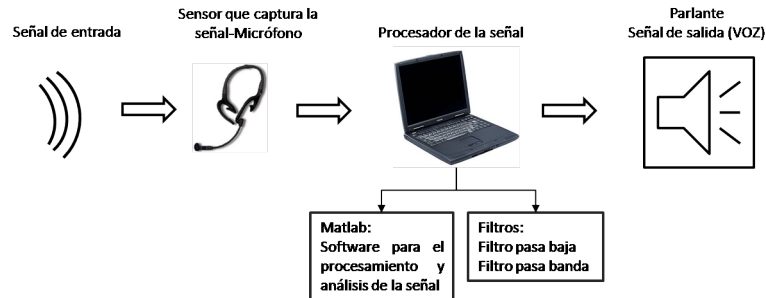 Señal de entrada
Sensor que captura la
señal-Micrófono
Procesador de la señal
Parlante
Señal de salida (VOZ)
Matlab:
Software para el
procesamiento y
análisis de la señal
Filtros:
Filtro pasa baja
Filtro pasa banda